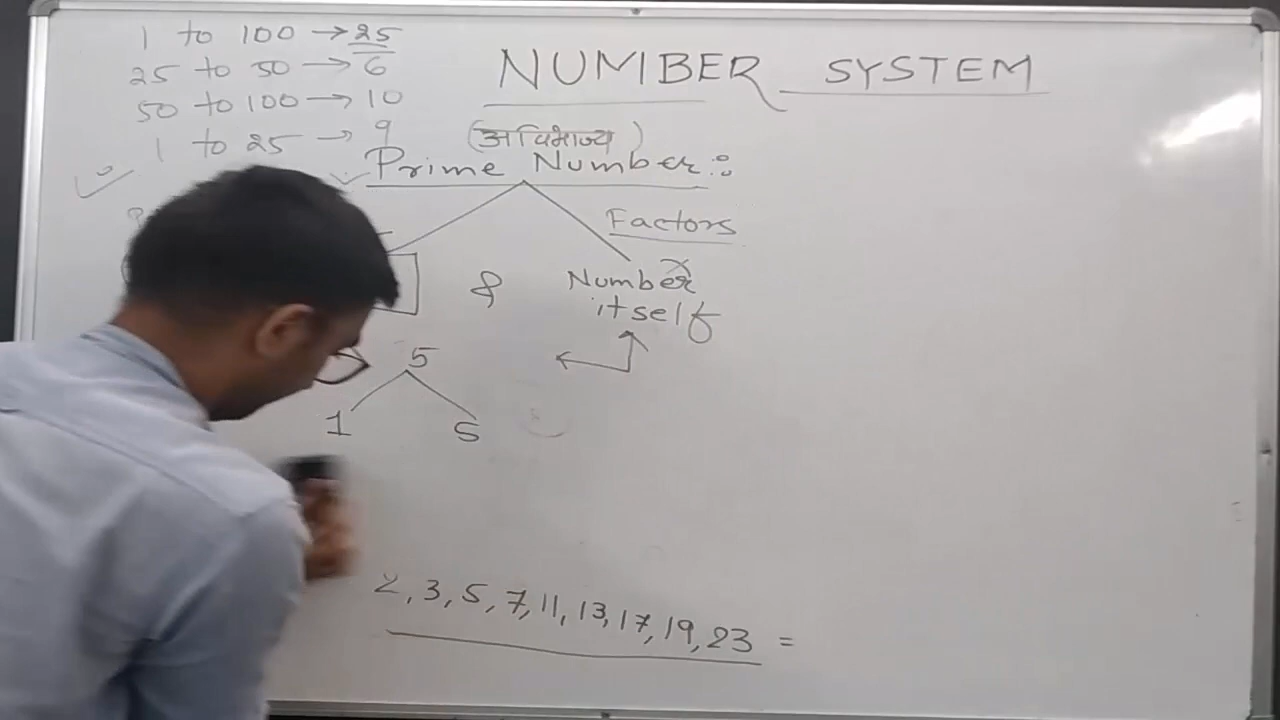 1 to 100 → 25
25 to 50 → 6
50 to 100 → 10
1 to 25 → 9
NUMBER SYSTEM
(अविभाज्य)
Prime Number :
Factors
&
Number
itself
5
1 5
2, 3, 5, 7, 11, 13, 17, 19, 23 =